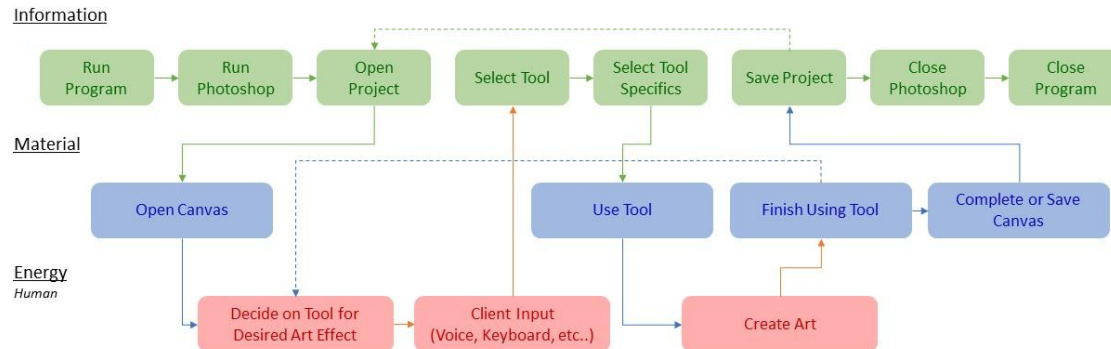 Information
Run
Program
Run
Photoshop
Open
Project
Select Tool
Select Tool
Specifics
Save Project
Close
Photoshop
Close
Program
Material
Open Canvas
Use Tool
Finish Using Tool
Complete or Save
Canvas
Energy
Human
Decide on Tool for
Desired Art Effect
Client Input
(Voice, Keyboard, etc..)
Create Art